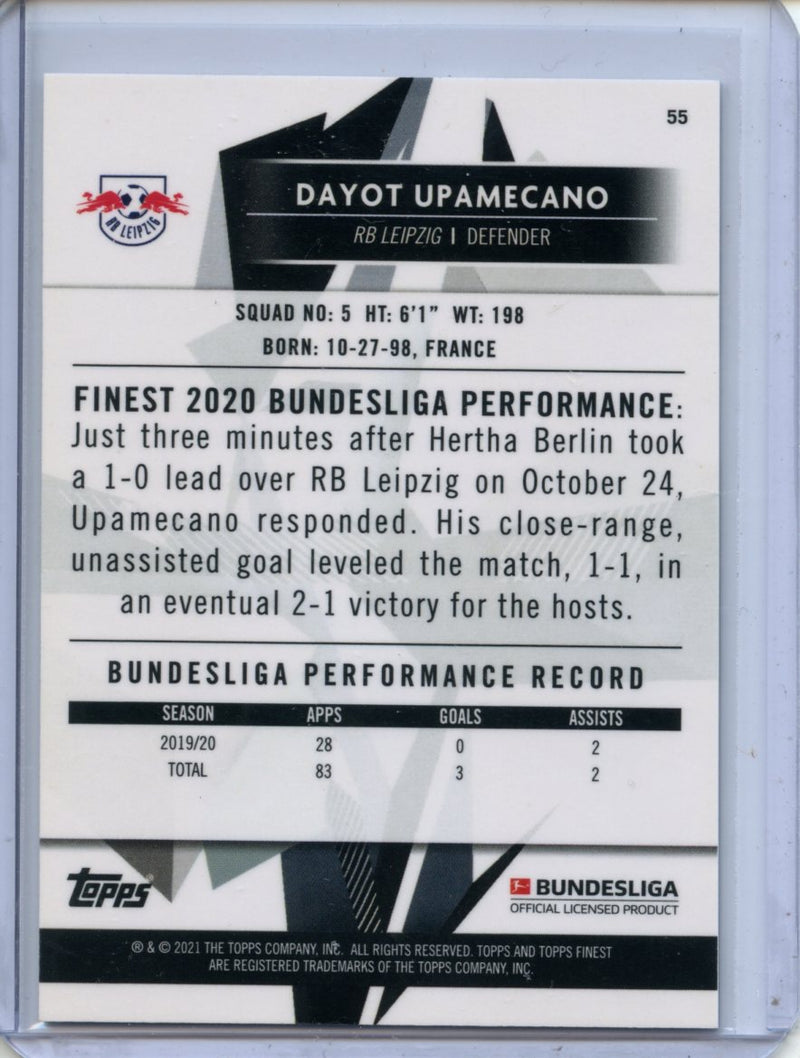 55
DAYOT UPAMECANO
RB LEIPZIG | DEFENDER
RB LEIPZIG
SQUAD NO: 5 HT: 6'1" WT: 198
BORN: 10-27-98, FRANCE
FINEST 2020 BUNDESLIGA PERFORMANCE:
Just three minutes after Hertha Berlin took
a 1-0 lead over RB Leipzig on October 24,
Upamecano responded. His close-range,
unassisted goal leveled the match, 1-1, in
an eventual 2-1 victory for the hosts.
BUNDESLIGA PERFORMANCE RECORD
SEASON APPS GOALS ASSISTS
2019/20 28 0 2
TOTAL 83 3 2
topps®
BUNDESLIGA
OFFICIAL LICENSED PRODUCT
® & © 2021 THE TOPPS COMPANY, INC. ALL RIGHTS RESERVED. TOPPS AND TOPPS FINEST
ARE REGISTERED TRADEMARKS OF THE TOPPS COMPANY, INC.